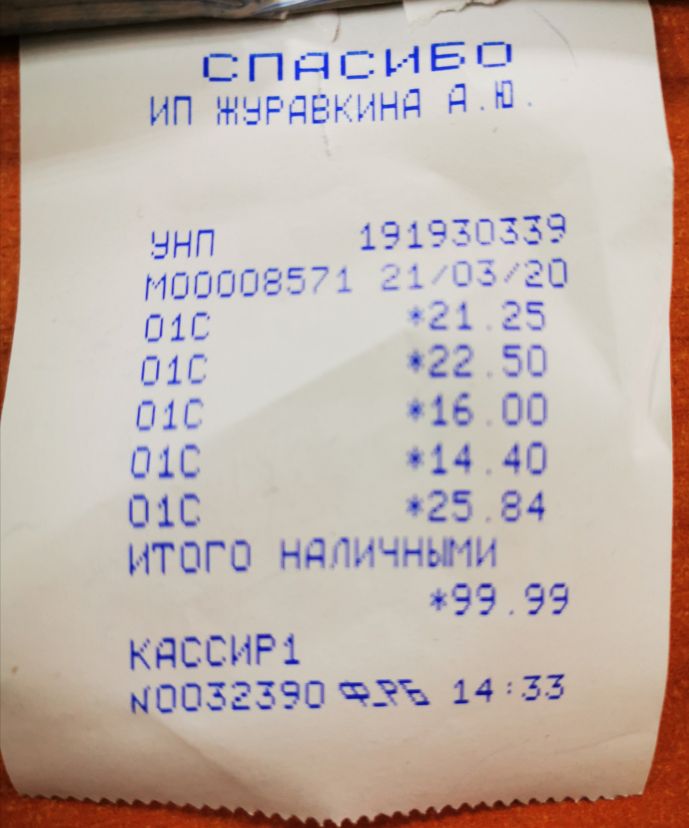 СПАСИБО
ИП ЖУРАВКИНА А.Ю.
УНП 191930339
М00008571 21/03/20
01С *21.25
01С *22.50
01С *16.00
01С *14.40
01С *25.84
ИТОГО НАЛИЧНЫМИ
*99.99
КАССИР1
N0032390 Ф_РБ 14:33